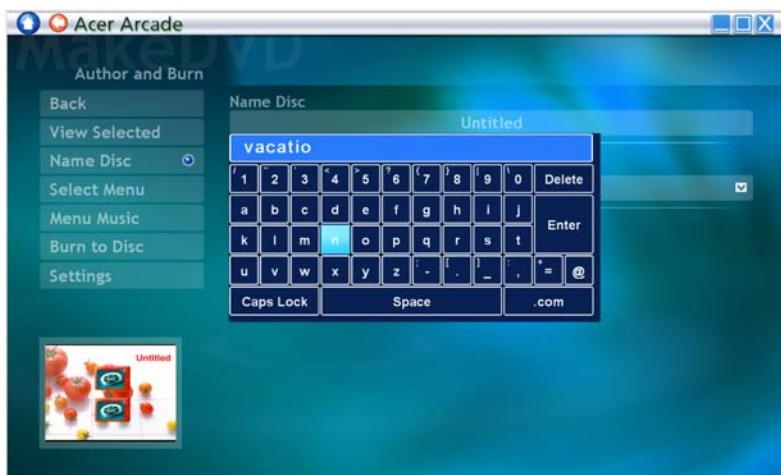 Acer Arcade
MakeDVD
Author and Burn
Back
View Selected
Name Disc
Select Menu
Menu Music
Burn to Disc
Settings
Untitled
Name Disc
Untitled
vacatio
1 2 3 4 5 6 7 8 9 0 Delete
a b c d e f g h i j
Enter
k l m n o p q r s t
u v w x y z - . _ , = @
Caps Lock Space .com